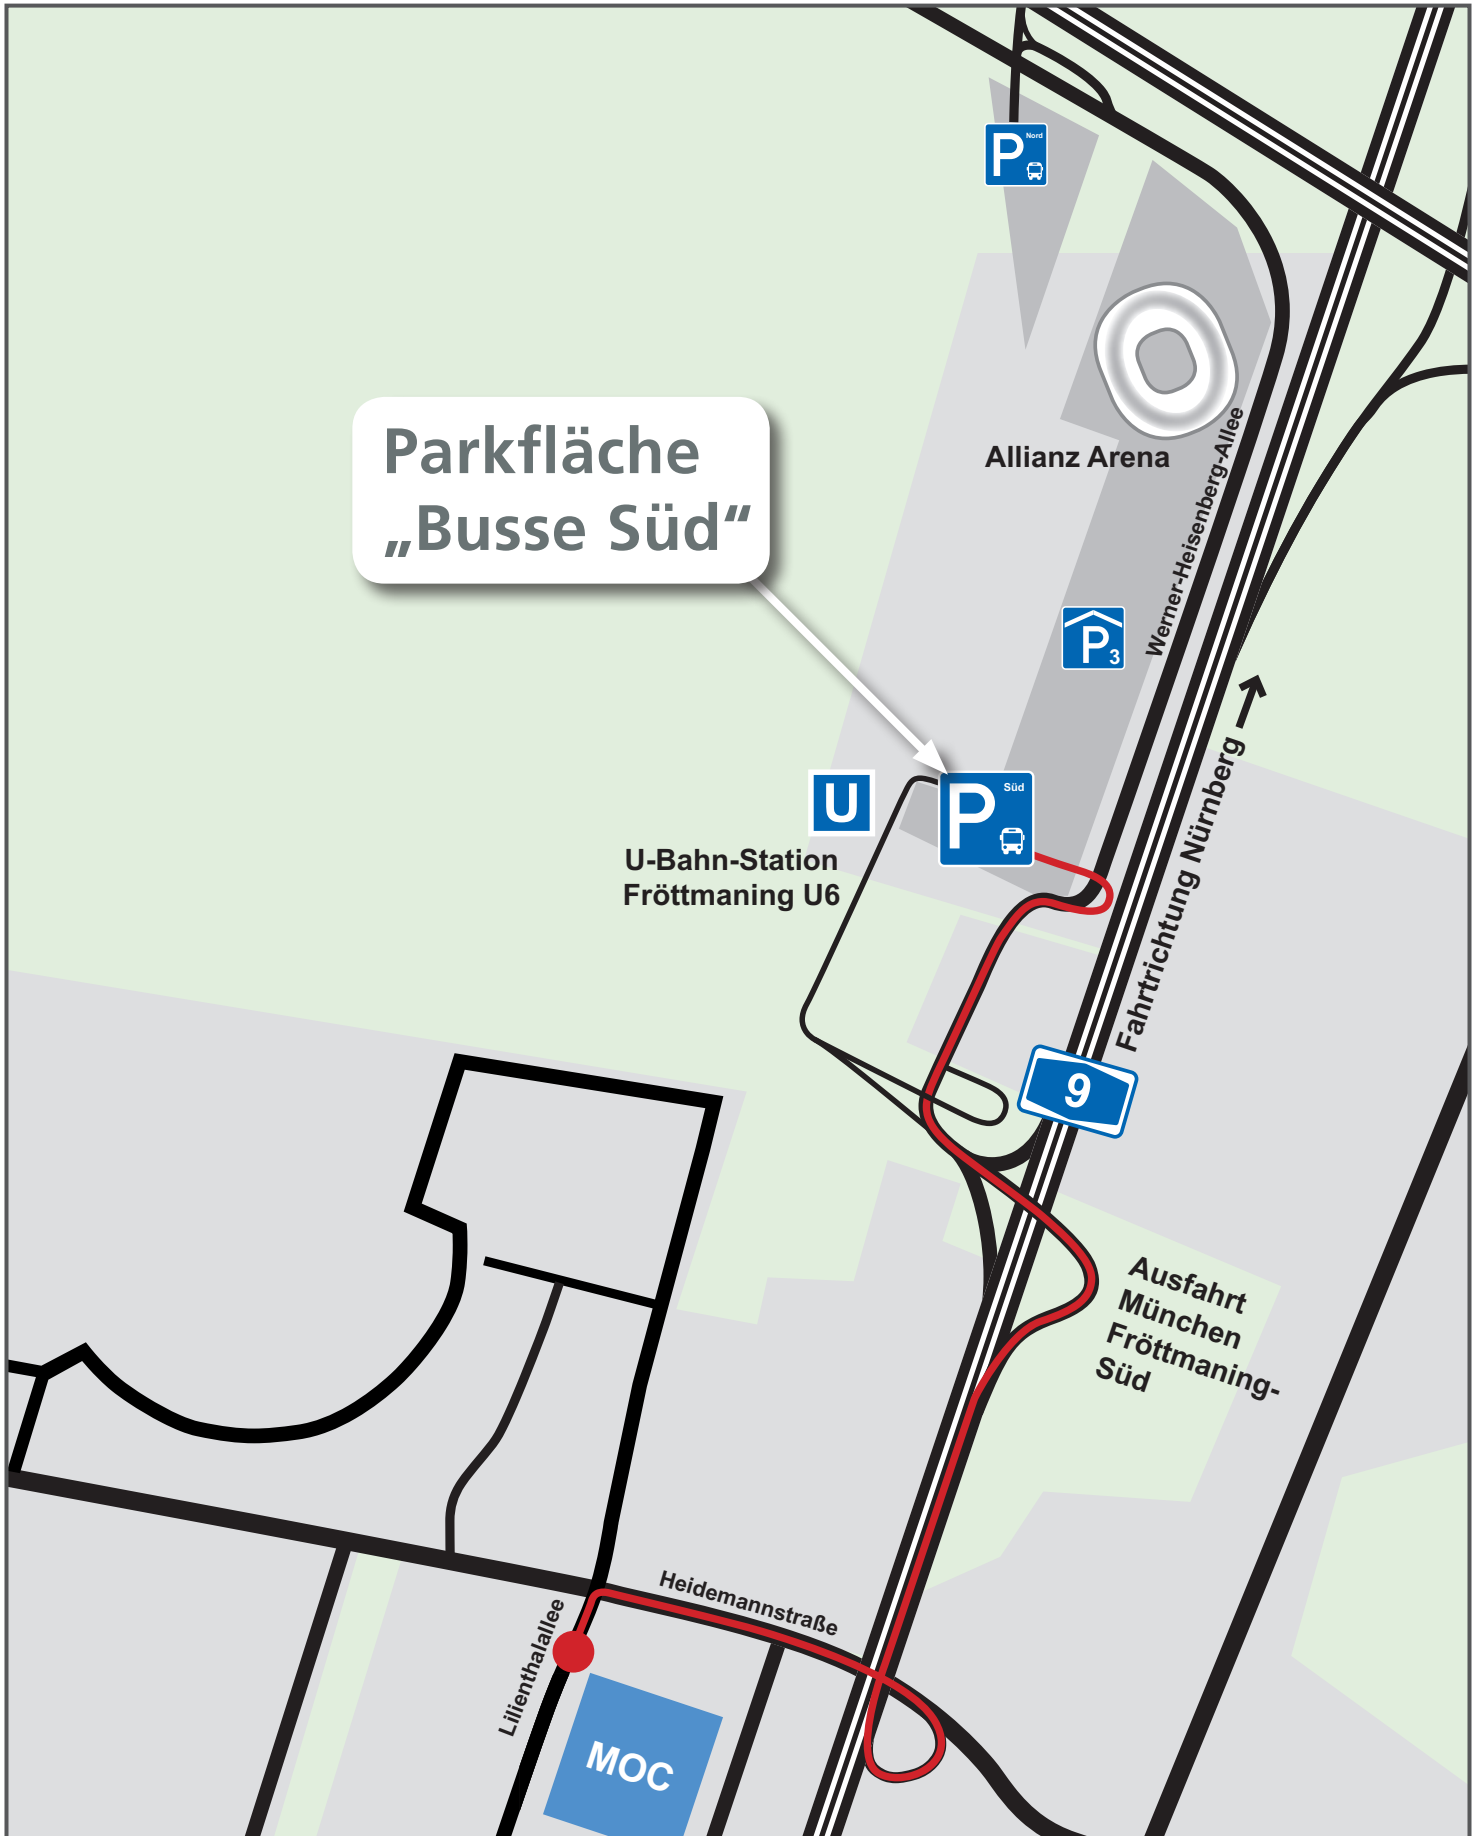 P Nord
Parkfläche
„Busse Süd“
Allianz Arena
Werner-Heisenberg-Allee
P3
P Süd
U
U-Bahn-Station
Fröttmaning U6
Fahrtrichtung Nürnberg
9
Ausfahrt
München
Fröttmaning-
Süd
Heidemannstraße
Lilienthalallee
MOC